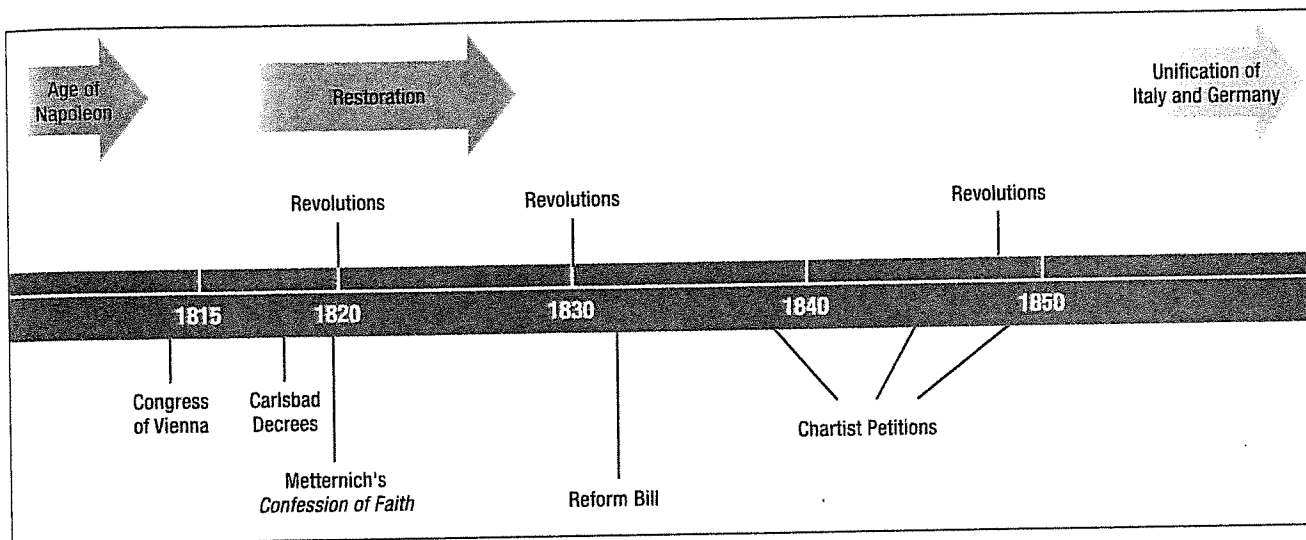 Age of
Napoleon
Restoration
Unification of
Italy and Germany
Revolutions
Revolutions
Revolutions
1815
1820
1830
1840
1850
Congress
of Vienna
Carlsbad
Decrees
Metternich's
Confession of Faith
Reform Bill
Chartist Petitions